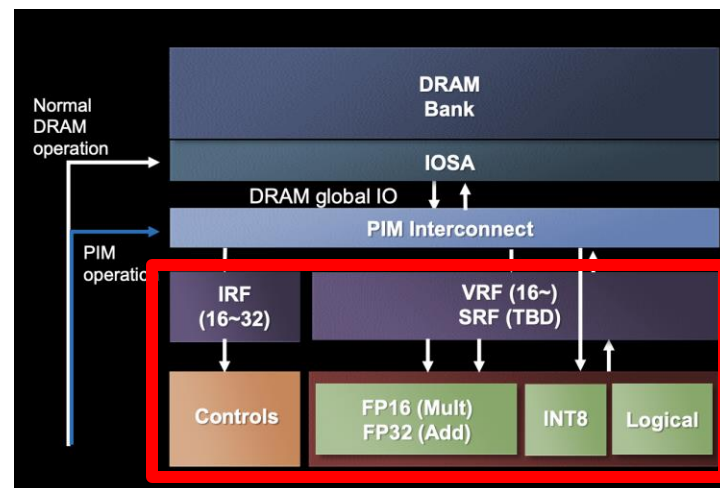 DRAM
Bank
Normal
DRAM
operation
IOSA
DRAM global IO
PIM Interconnect
PIM
operation
IRF
(16~32)
VRF (16~)
SRF (TBD)
Controls
FP16 (Mult)
FP32 (Add)
INT8
Logical